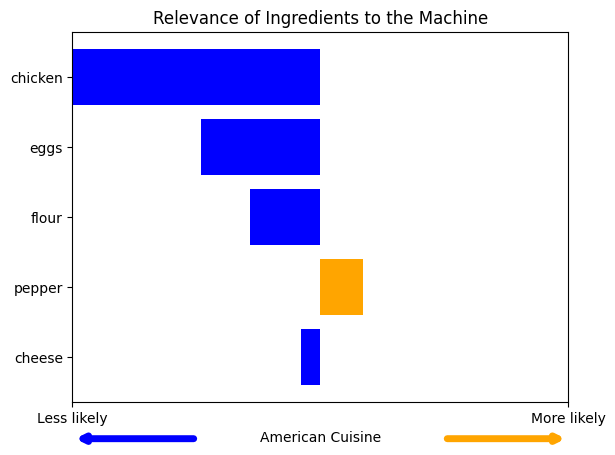 Relevance of Ingredients to the Machine
chicken
eggs
flour
pepper
cheese
Less likely
More likely
American Cuisine